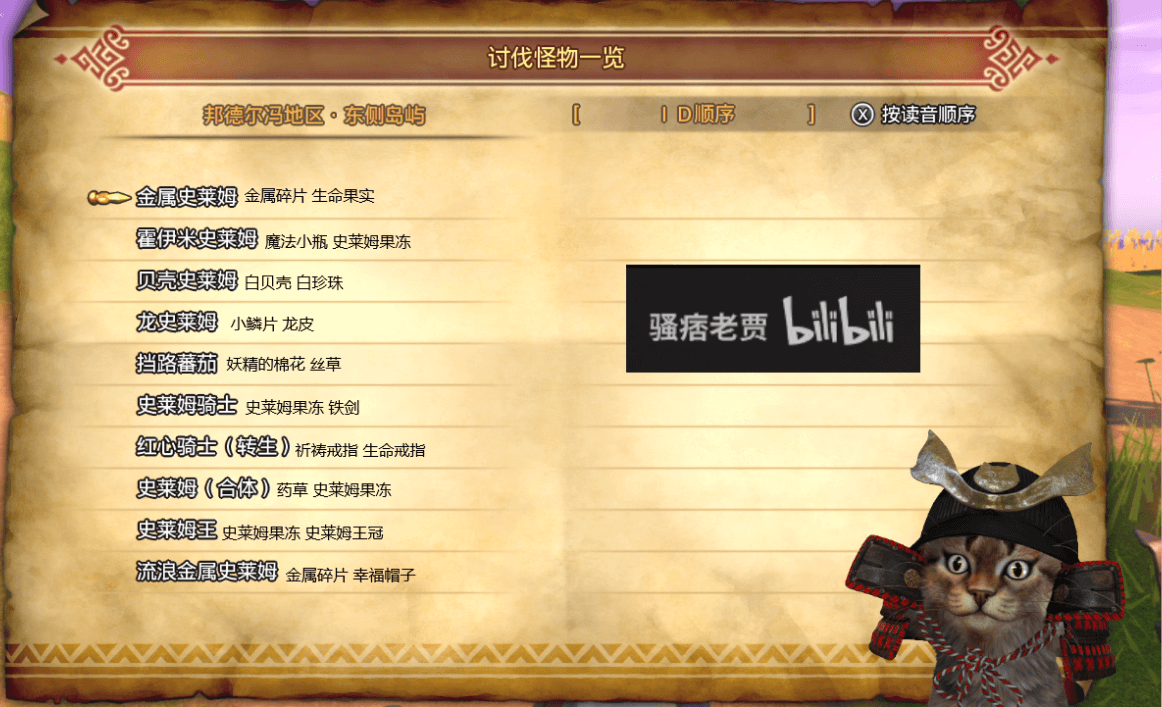 讨伐怪物一览
邦德尔冯地区·东侧岛屿 [ ID顺序 ] X 按读音顺序
金属史莱姆 金属碎片 生命果实
霍伊米史莱姆 魔法小瓶 史莱姆果冻
贝壳史莱姆 白贝壳 白珍珠
龙史莱姆 小鳞片 龙皮
挡路蕃茄 妖精的棉花 丝草
史莱姆骑士 史莱姆果冻 铁剑
红心骑士（转生）祈祷戒指 生命戒指
史莱姆（合体）药草 史莱姆果冻
史莱姆王 史莱姆果冻 史莱姆王冠
流浪金属史莱姆 金属碎片 幸福帽子
骚痞老贾 bilibili